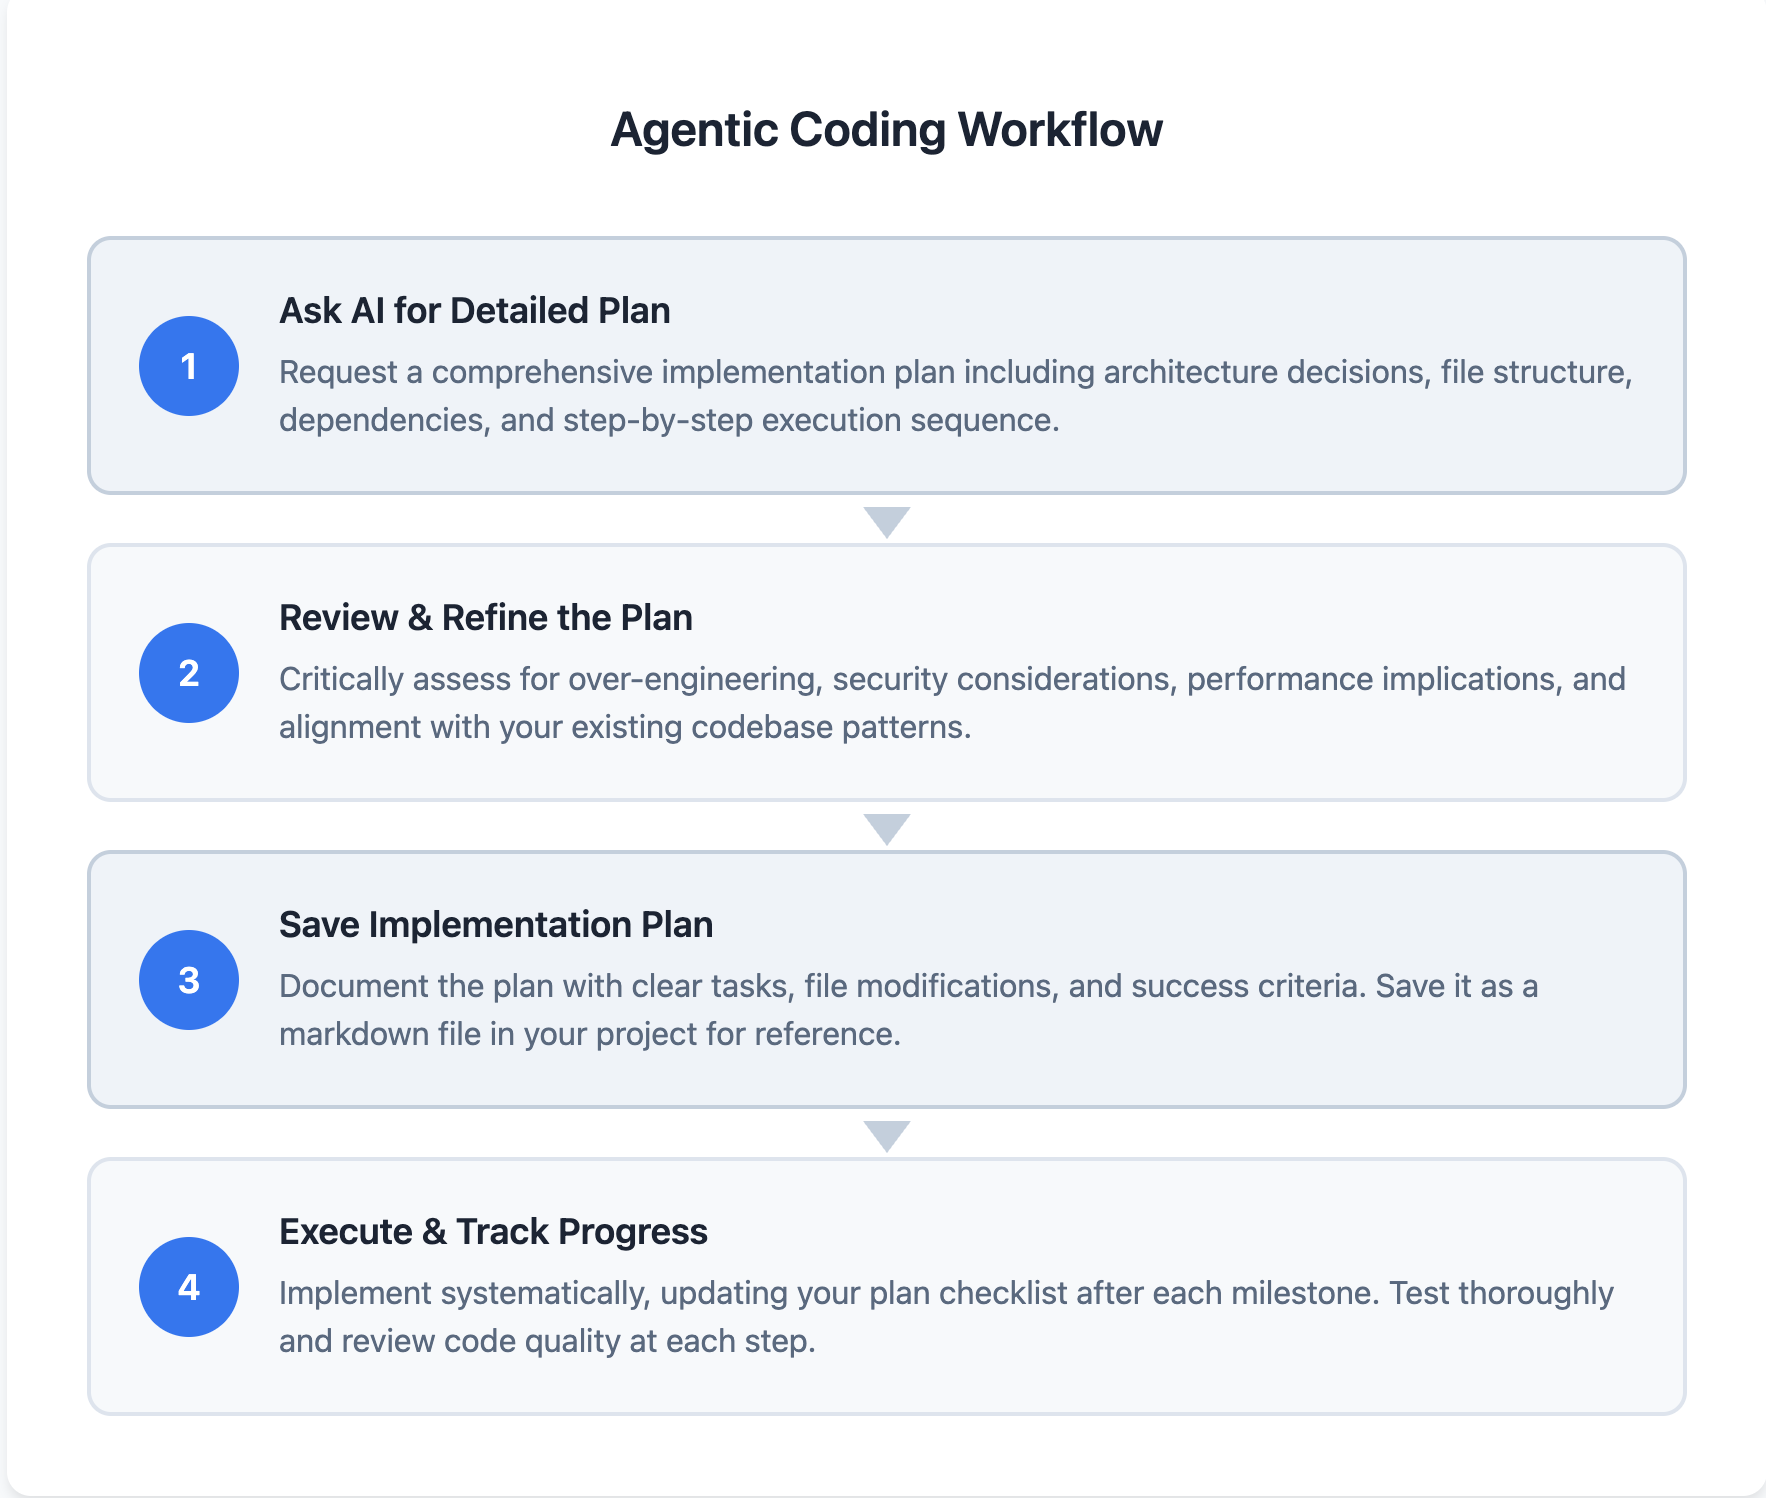 Agentic Coding Workflow
1
Ask AI for Detailed Plan
Request a comprehensive implementation plan including architecture decisions, file structure,
dependencies, and step-by-step execution sequence.
2
Review & Refine the Plan
Critically assess for over-engineering, security considerations, performance implications, and
alignment with your existing codebase patterns.
3
Save Implementation Plan
Document the plan with clear tasks, file modifications, and success criteria. Save it as a
markdown file in your project for reference.
4
Execute & Track Progress
Implement systematically, updating your plan checklist after each milestone. Test thoroughly
and review code quality at each step.